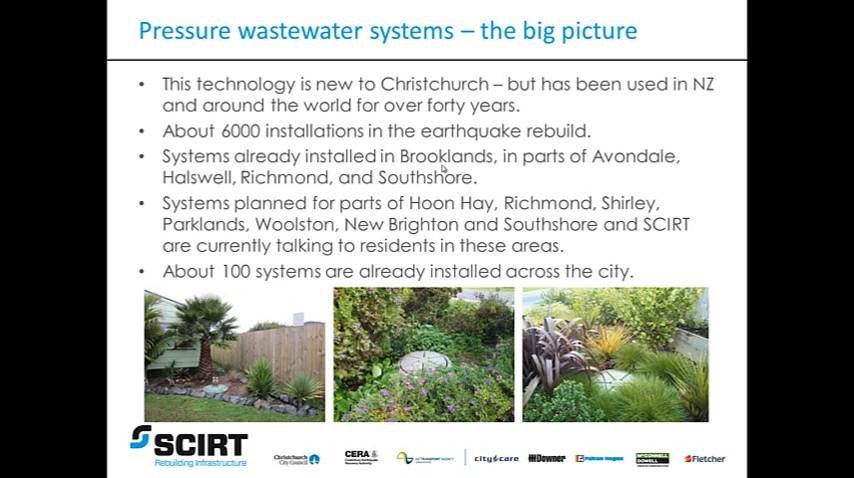 Pressure wastewater systems – the big picture
• This technology is new to Christchurch – but has been used in NZ
and around the world for over forty years.
• About 6000 installations in the earthquake rebuild.
• Systems already installed in Brooklands, in parts of Avondale,
Halswell, Richmond, and Southshore.
• Systems planned for parts of Hoon Hay, Richmond, Shirley,
Parklands, Woolston, New Brighton and Southshore and SCIRT
are currently talking to residents in these areas.
• About 100 systems are already installed across the city.
SCIRT
Rebuilding Infrastructure
Christchurch
City Council
CERA
city care
Downer
Fulton Hogan
McCONNELL
DOWELL
Fletcher